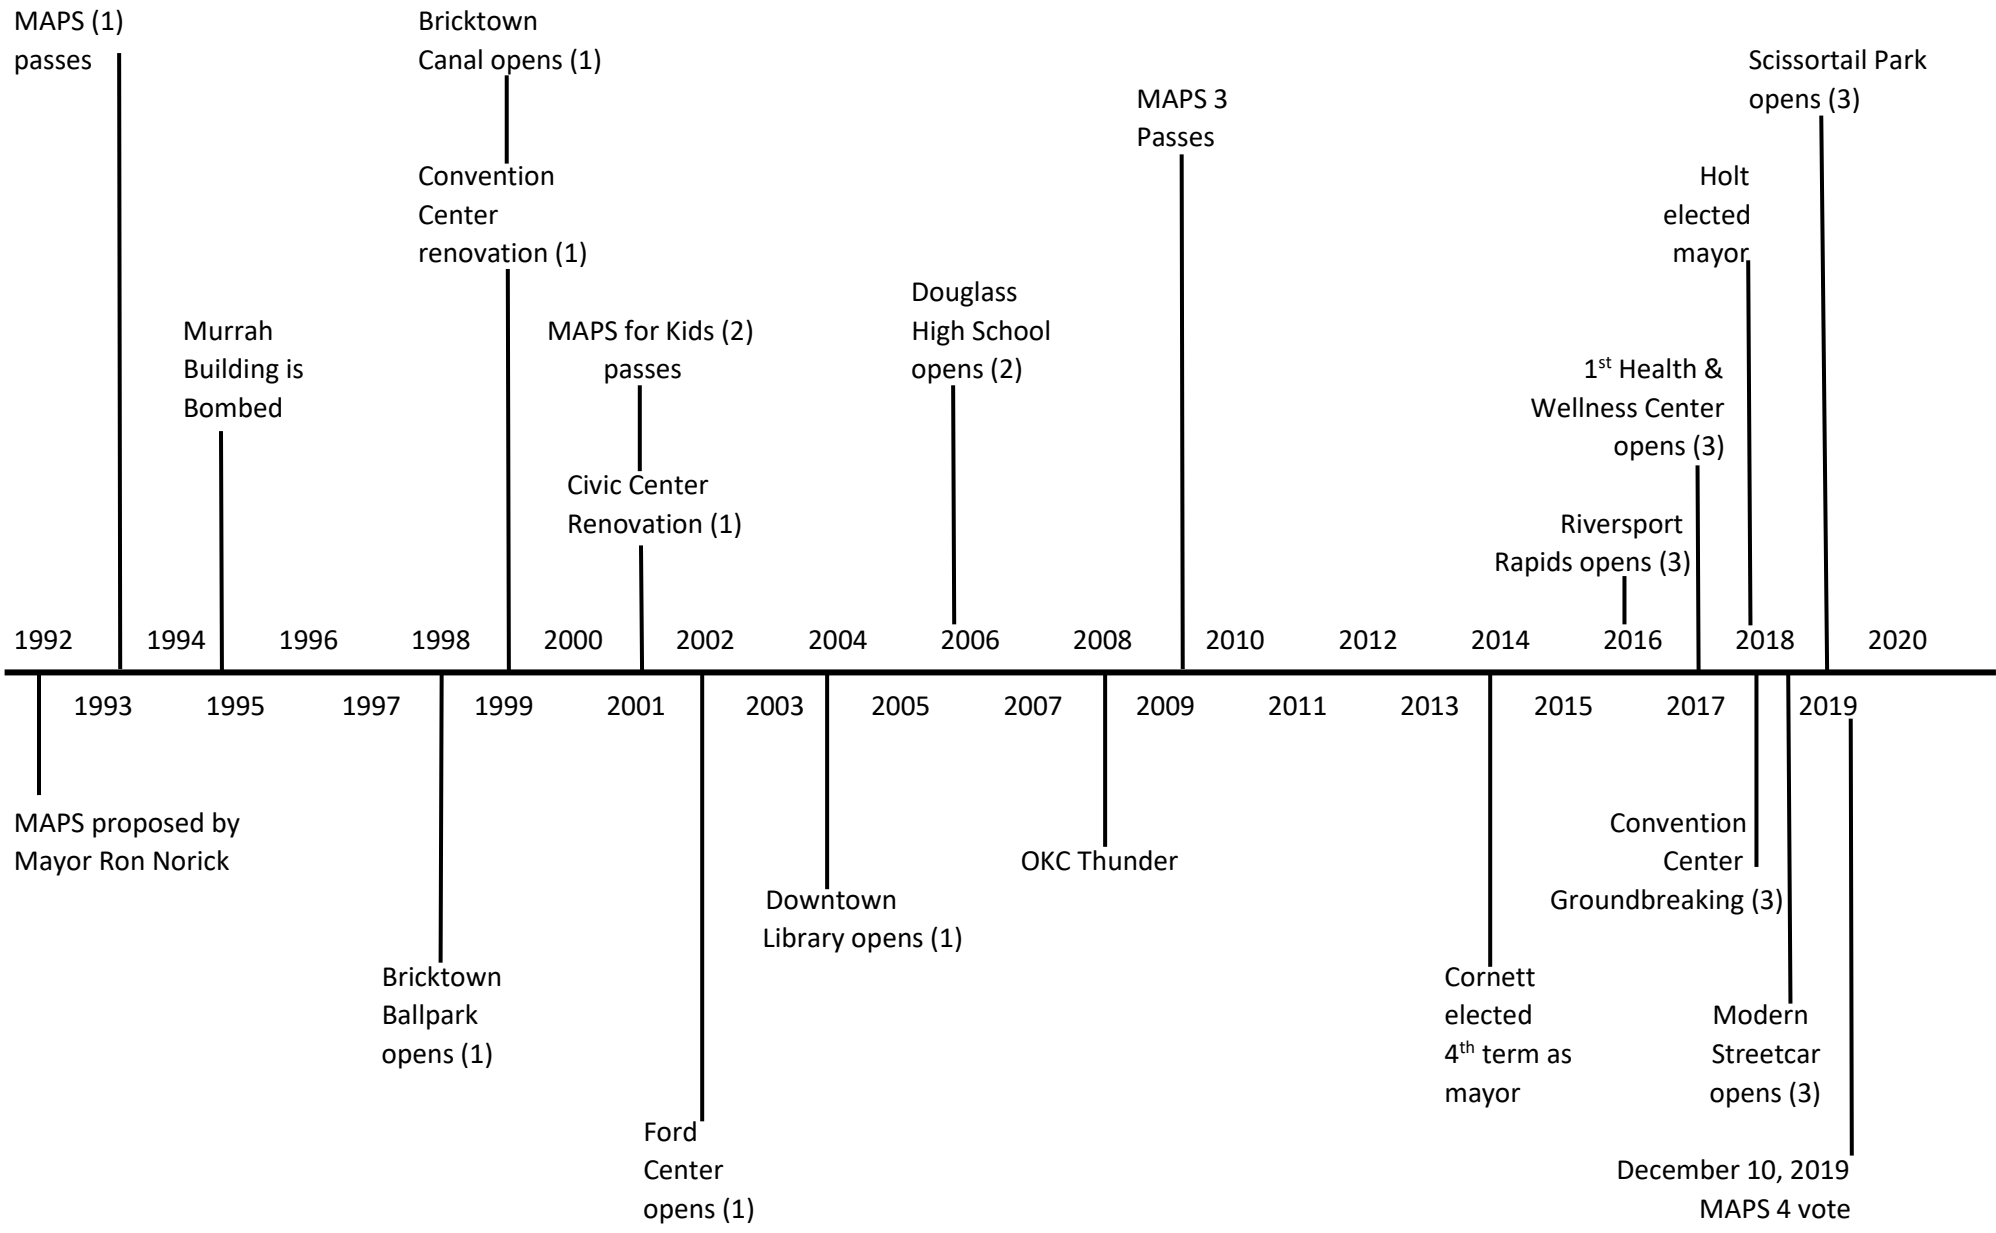 MAPS (1)
passes
Bricktown
Canal opens (1)
Convention
Center
renovation (1)
Murrah
Building is
Bombed
MAPS for Kids (2)
passes
Civic Center
Renovation (1)
Douglass
High School
opens (2)
MAPS 3
Passes
Scissortail Park
opens (3)
Holt
elected
mayor
1st Health &
Wellness Center
opens (3)
Riversport
Rapids opens (3)
1992 1994 1996 1998 2000 2002 2004 2006 2008 2010 2012 2014 2016 2018 2020
1993 1995 1997 1999 2001 2003 2005 2007 2009 2011 2013 2015 2017 2019
MAPS proposed by
Mayor Ron Norick
Bricktown
Ballpark
opens (1)
Ford
Center
opens (1)
Downtown
Library opens (1)
OKC Thunder
Cornett
elected
4th term as
mayor
Convention
Center
Groundbreaking (3)
Modern
Streetcar
opens (3)
December 10, 2019
MAPS 4 vote